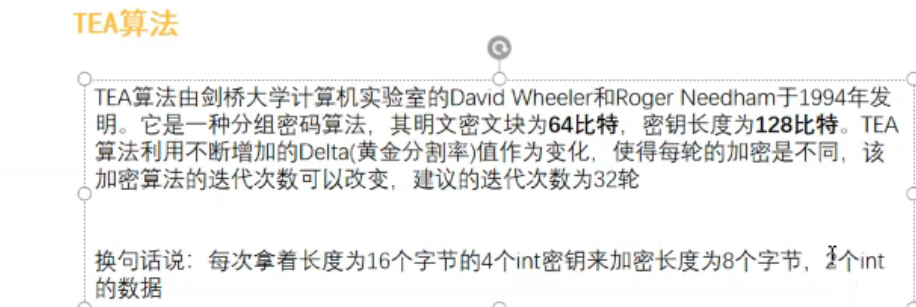 TEA算法
TEA算法由剑桥大学计算机实验室的David Wheeler和Roger Needham于1994年发
明。它是一种分组密码算法，其明文密文块为64比特，密钥长度为128比特。TEA
算法利用不断增加的Delta(黄金分割率)值作为变化，使得每轮的加密是不同，该
加密算法的迭代次数可以改变，建议的迭代次数为32轮
换句话说：每次拿着长度为16个字节的4个int密钥来加密长度为8个字节，2个int
的数据